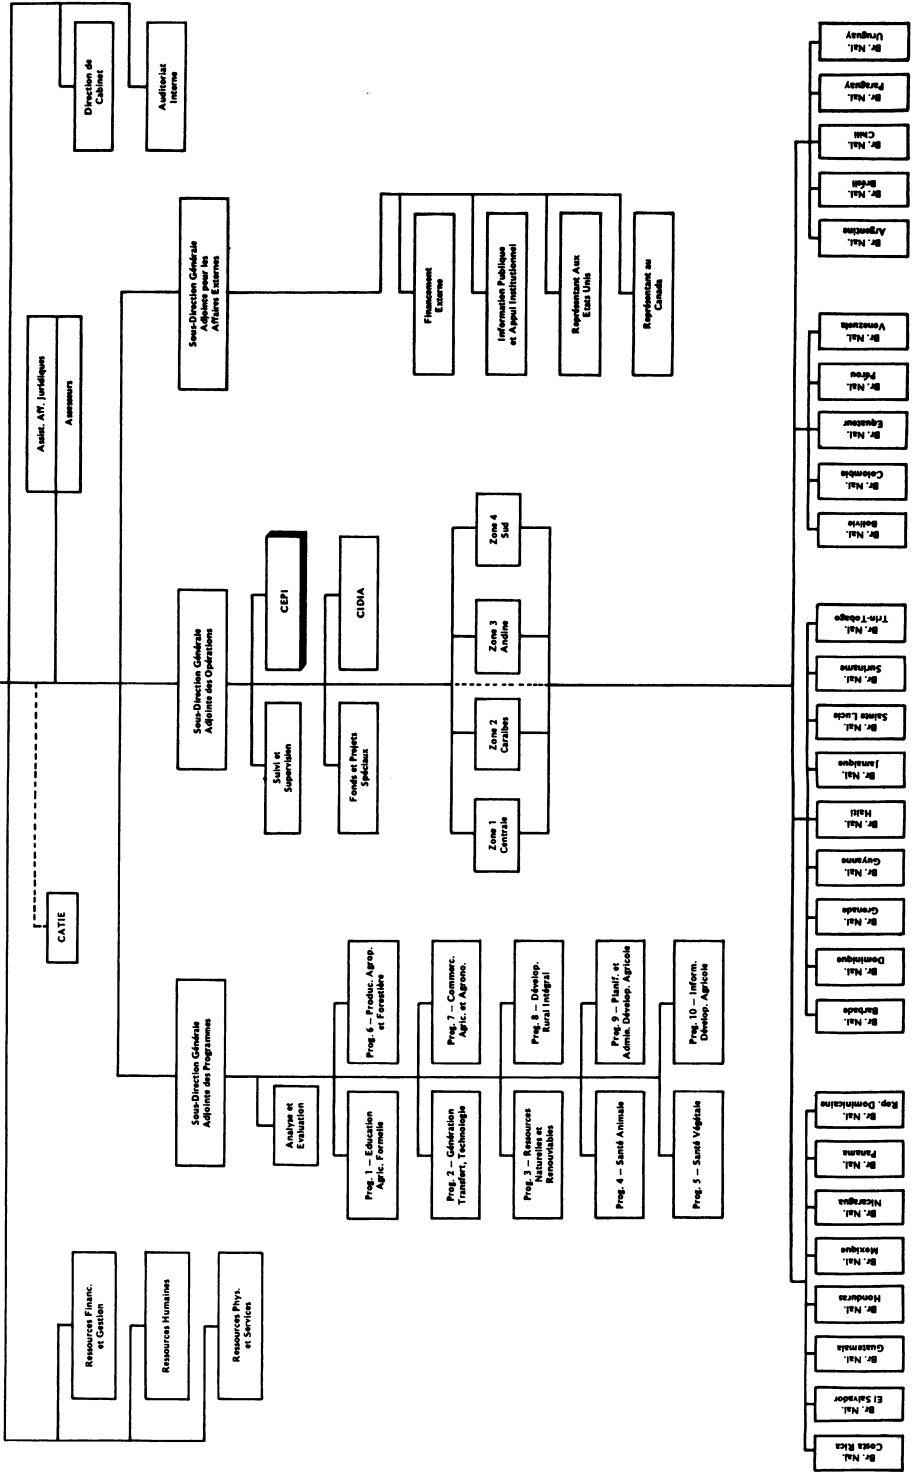 Ressources Financ.
et Gestion
Ressources Humaines
Ressources Phys.
et Services
CATIE
Assist. Aff. Juridiques
Assesseurs
Direction de
Cabinet
Auditoriat
Interne
Sous-Direction Générale
Adjointe des Programmes
Analyse et
Evaluation
Prog. 1 — Education
Agric. Formelle
Prog. 6 — Produc. Agrop.
et Forestière
Prog. 2 — Génération
Transfert, Technologie
Prog. 7 — Commerc.
Agric. et Agrono.
Prog. 3 — Ressources
Naturelles et
Renouvlables
Prog. 8 — Dévelop.
Rural Intégral
Prog. 4 — Santé Animale
Prog. 9 — Planif. et
Admin. Dévelop. Agricole
Prog. 5 — Santé Végétale
Prog. 10 — Inform.
Dévelop. Agricole
Sous-Direction Générale
Adjointe des Opérations
Suivi et
Supervision
CEPI
Fonds et Projets
Spéciaux
CIDIA
Zone 1
Centrale
Zone 2
Caraibes
Zone 3
Andine
Zone 4
Sud
Sous-Direction Générale
Adjointe pour les
Affaires Externes
Financement
Externe
Information Publique
et Appui Institutionnel
Représentant Aux
Etats Unis
Représentant au
Canada
Br. Nal.
Costa Rica
Br. Nal.
El Salvador
Br. Nal.
Guatemala
Br. Nal.
Honduras
Br. Nal.
Mexique
Br. Nal.
Nicaragua
Br. Nal.
Panama
Br. Nal.
Rep. Dominicaine
Br. Nal.
Barbade
Br. Nal.
Dominique
Br. Nal.
Grenade
Br. Nal.
Guyanne
Br. Nal.
Haiti
Br. Nal.
Jamaique
Br. Nal.
Sainte Lucie
Br. Nal.
Suriname
Br. Nal.
Trin-Tobago
Br. Nal.
Bolivie
Br. Nal.
Colombie
Br. Nal.
Equateur
Br. Nal.
Pérou
Br. Nal.
Venezuela
Br. Nal.
Argentine
Br. Nal.
Brésil
Br. Nal.
Chili
Br. Nal.
Paraguay
Br. Nal.
Uruguay